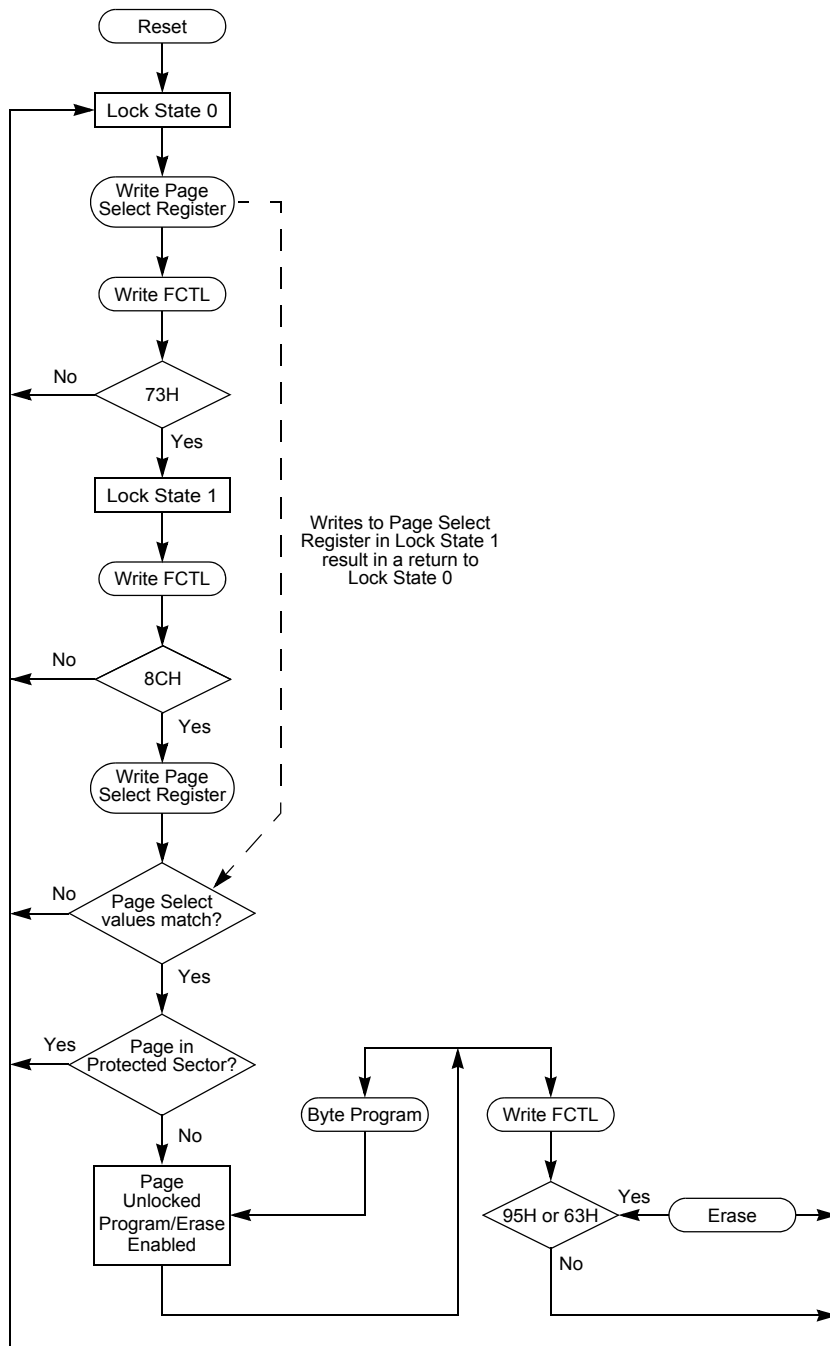 Reset
Lock State 0
Write Page
Select Register
Write FCTL
73H
No
Yes
Lock State 1
Writes to Page Select
Register in Lock State 1
result in a return to
Lock State 0
Write FCTL
8CH
No
Yes
Write Page
Select Register
Page Select
values match?
No
Yes
Page in
Protected Sector?
Yes
No
Byte Program
Write FCTL
Page
Unlocked
Program/Erase
Enabled
95H or 63H
Yes
Erase
No